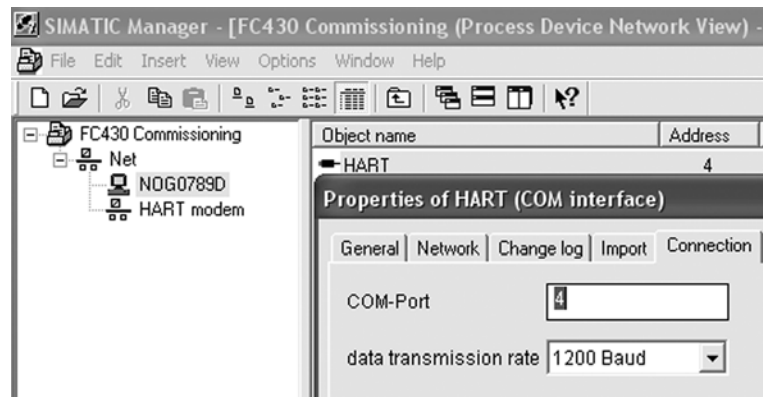 SIMATIC Manager - [FC430 Commissioning (Process Device Network View) -
File Edit Insert View Options Window Help
FC430 Commissioning
Net
NOG0789D
HART modem
Object name Address
HART 4
Properties of HART (COM interface)
General Network Change log Import Connection
COM-Port 4
data transmission rate 1200 Baud